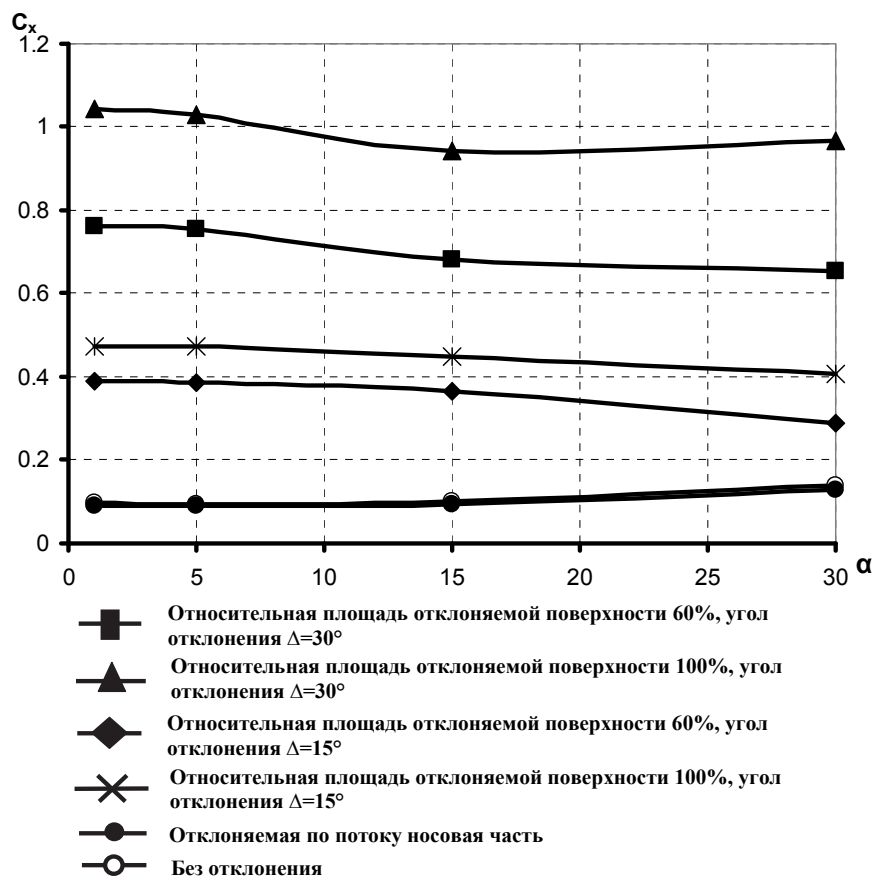 Cx
1.2
1
0.8
0.6
0.4
0.2
0
0 5 10 15 20 25 30 α
Относительная площадь отклоняемой поверхности 60%, угол
отклонения Δ=30°
Относительная площадь отклоняемой поверхности 100%, угол
отклонения Δ=30°
Относительная площадь отклоняемой поверхности 60%, угол
отклонения Δ=15°
Относительная площадь отклоняемой поверхности 100%, угол
отклонения Δ=15°
Отклоняемая по потоку носовая часть
Без отклонения